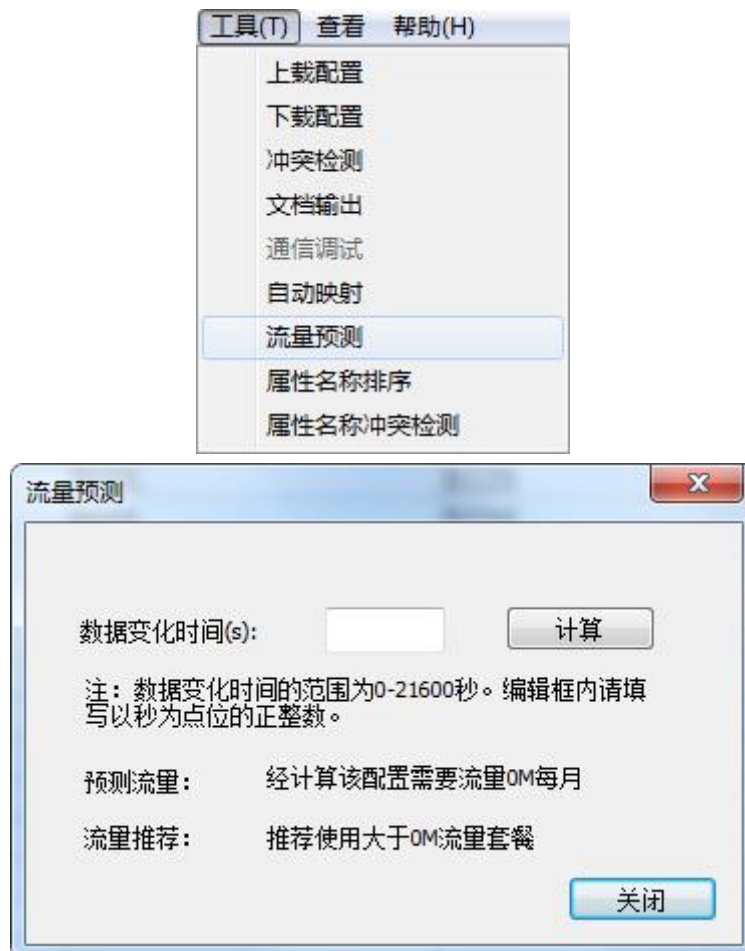 工具(T) 查看 帮助(H)
上载配置
下载配置
冲突检测
文档输出
通信调试
自动映射
流量预测
属性名称排序
属性名称冲突检测
流量预测
数据变化时间(s): 计算
注：数据变化时间的范围为0-21600秒。编辑框内请填
写以秒为点位的正整数。
预测流量： 经计算该配置需要流量0M每月
流量推荐： 推荐使用大于0M流量套餐
关闭